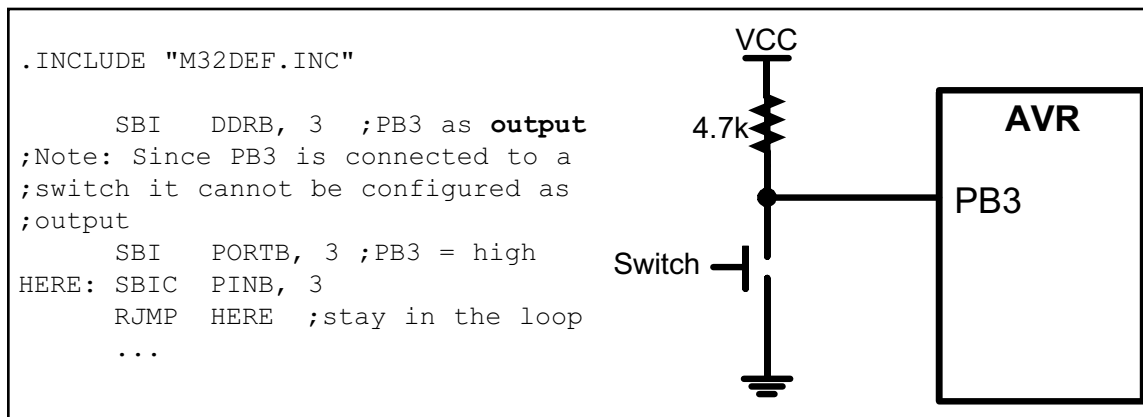 .INCLUDE "M32DEF.INC"
SBI DDRB, 3 ;PB3 as output
;Note: Since PB3 is connected to a
;switch it cannot be configured as
;output
SBI PORTB, 3 ;PB3 = high
HERE: SBIC PINB, 3
RJMP HERE ;stay in the loop
...
VCC
4.7k
AVR
PB3
Switch